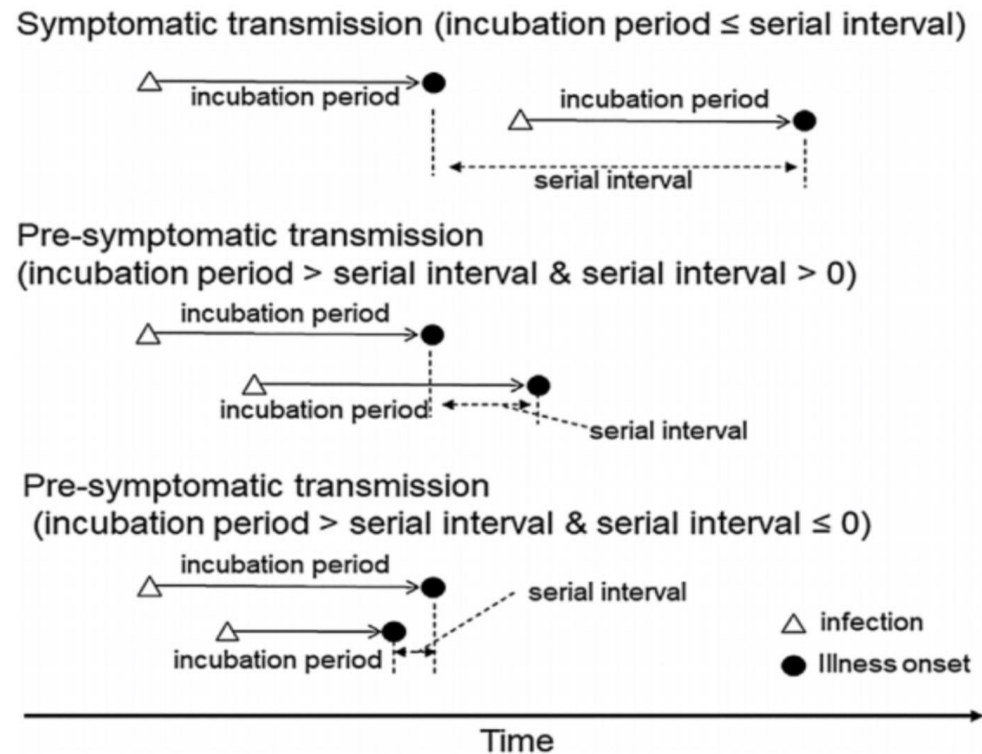 Symptomatic transmission (incubation period ≤ serial interval)
incubation period
incubation period
serial interval
Pre-symptomatic transmission
(incubation period > serial interval & serial interval > 0)
incubation period
incubation period
serial interval
Pre-symptomatic transmission
(incubation period > serial interval & serial interval ≤ 0)
incubation period
serial interval
incubation period
infection
Illness onset
Time